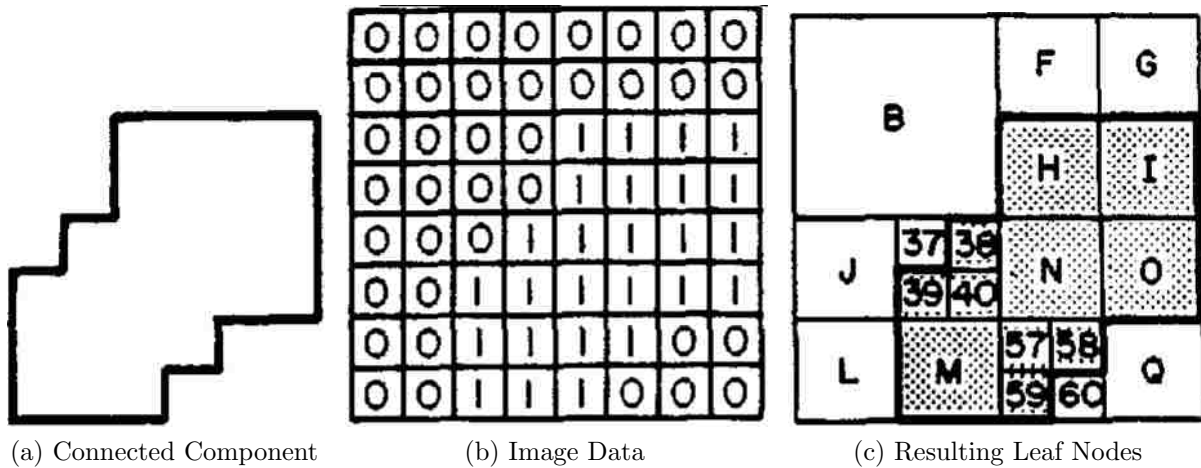 0 0 0 0 0 0 0 0
0 0 0 0 0 0 0 0
0 0 0 0 1 1 1 1
0 0 0 0 1 1 1 1
0 0 0 1 1 1 1 1
0 0 1 1 1 1 1 1
0 0 1 1 1 1 0 0
0 0 1 1 1 0 0 0
F G
B
H I
37 38
J N O
39 40
57 58
L M Q
59 60
(a) Connected Component
(b) Image Data
(c) Resulting Leaf Nodes